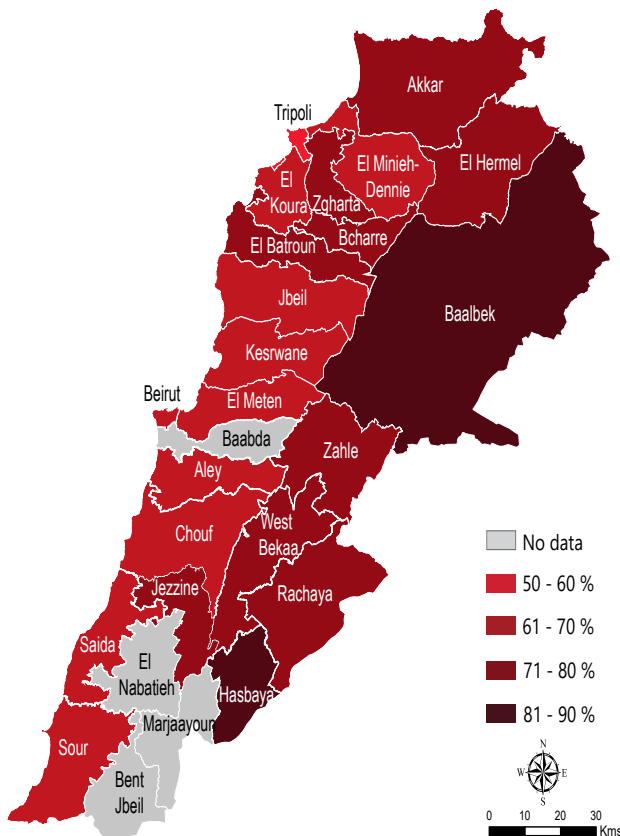 Akkar
Tripoli
El Minieh-
Dennie
El Hermel
El
Koura
Zgharta
Bcharre
El Batroun
Jbeil
Baalbek
Kesrwane
Beirut
El Meten
Baabda
Zahle
Aley
Chouf
West
Bekaa
Jezzine
Rachaya
Saida
El
Nabatieh
Hasbaya
Marjaayoun
Sour
Bent
Jbeil
No data
50 - 60 %
61 - 70 %
71 - 80 %
81 - 90 %
N
W E
S
0 10 20 30
Kms